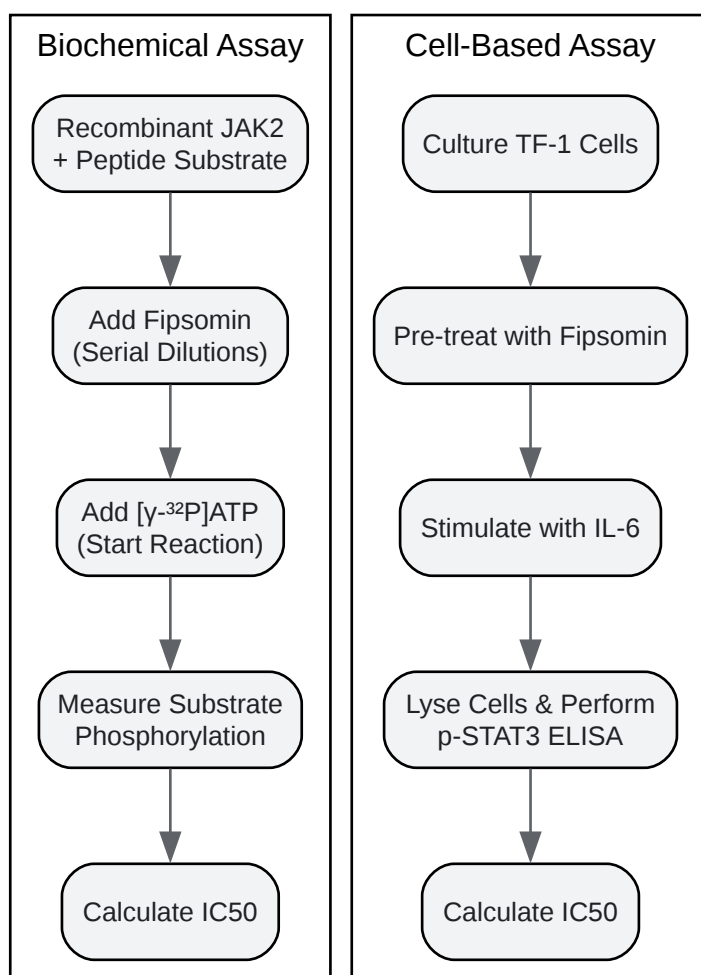 Biochemical Assay
Recombinant JAK2
+ Peptide Substrate
Add Fipsomin
(Serial Dilutions)
Add [γ-³²P]ATP
(Start Reaction)
Measure Substrate
Phosphorylation
Calculate IC50
Cell-Based Assay
Culture TF-1 Cells
Pre-treat with Fipsomin
Stimulate with IL-6
Lyse Cells & Perform
p-STAT3 ELISA
Calculate IC50